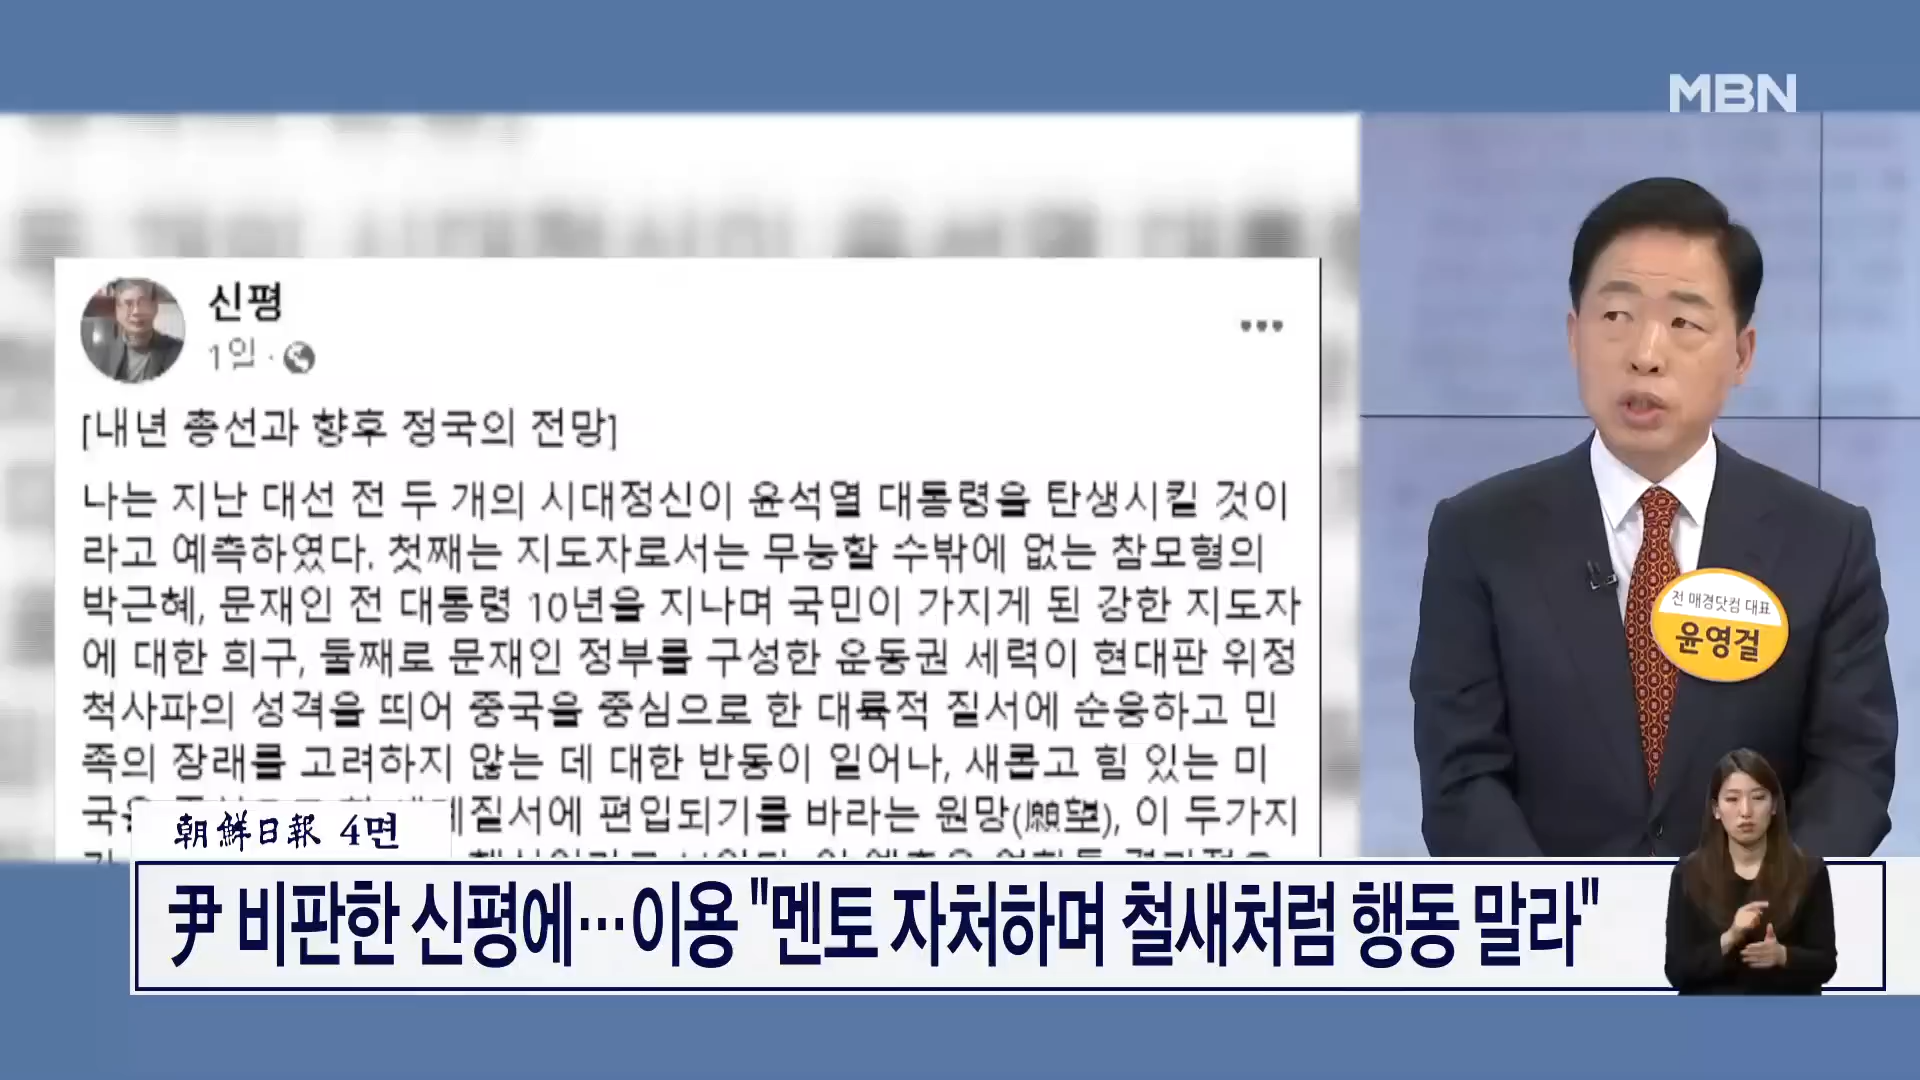 MBN
신평
1일
[내년 총선과 향후 정국의 전망]
나는 지난 대선 전 두 개의 시대정신이 윤석열 대통령을 탄생시킬 것이
라고 예측하였다. 첫째는 지도자로서는 무능할 수밖에 없는 참모형의
박근혜, 문재인 전 대통령 10년을 지나며 국민이 가지게 된 강한 지도자
에 대한 희구, 둘째로 문재인 정부를 구성한 운동권 세력이 현대판 위정
척사파의 성격을 띄어 중국을 중심으로 한 대륙적 질서에 순응하고 민
족의 장래를 고려하지 않는 데 대한 반동이 일어나, 새롭고 힘 있는 미
질서에 편입되기를 바라는 원망(願望), 이 두가지
전 매경닷컴 대표
윤영걸
朝鮮日報 4면
尹 비판한 신평에…이용 "멘토 자처하며 철새처럼 행동 말라"